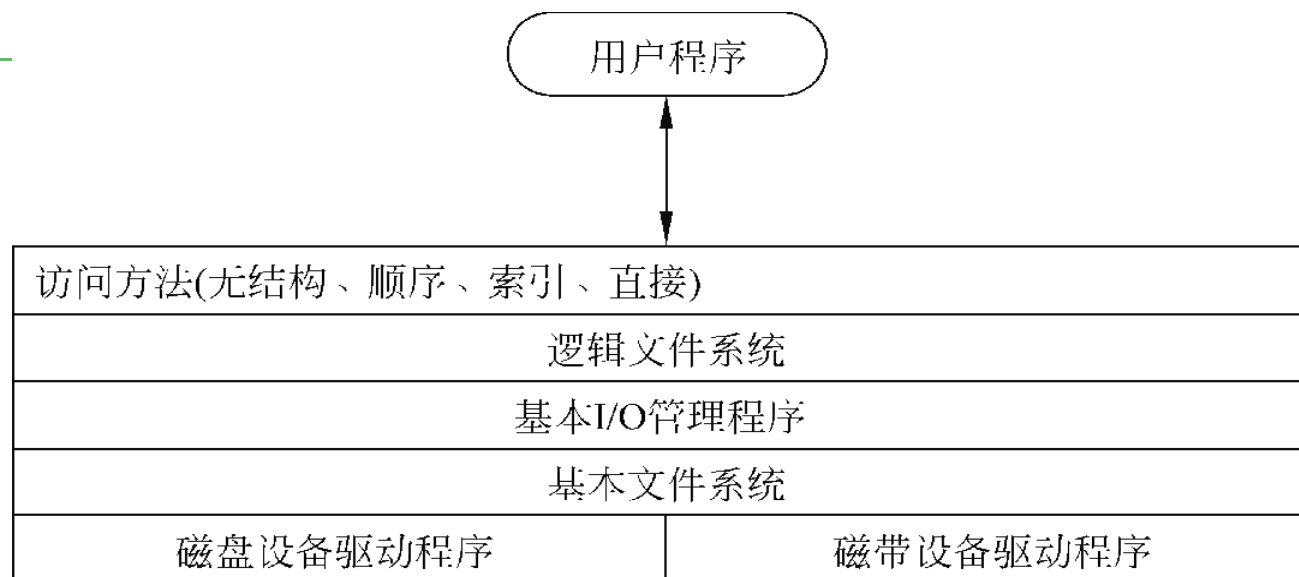 用户程序
访问方法(无结构、顺序、索引、直接)
逻辑文件系统
基本I/O管理程序
基本文件系统
磁盘设备驱动程序
磁带设备驱动程序